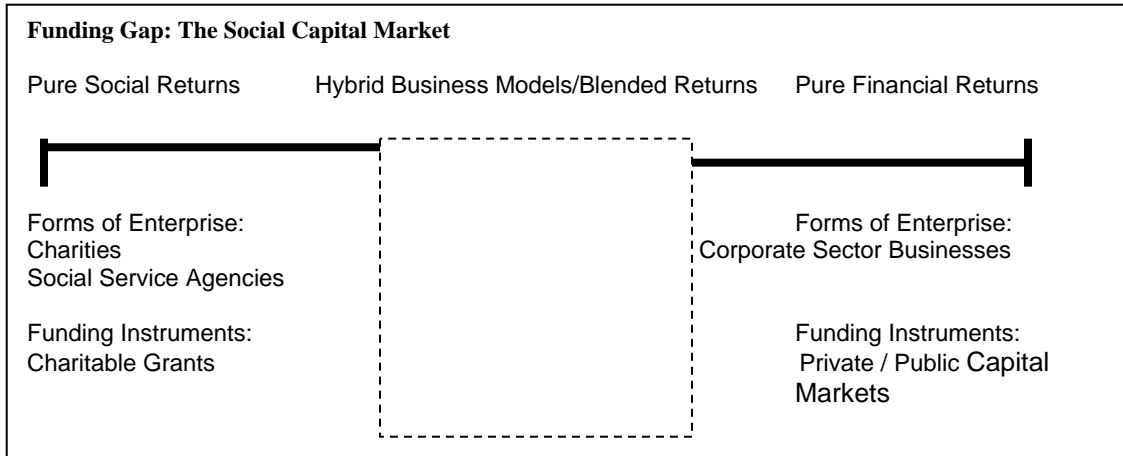 Funding Gap: The Social Capital Market
Pure Social Returns Hybrid Business Models/Blended Returns Pure Financial Returns
Forms of Enterprise:
Charities
Social Service Agencies
Forms of Enterprise:
Corporate Sector Businesses
Funding Instruments:
Charitable Grants
Funding Instruments:
Private / Public Capital
Markets